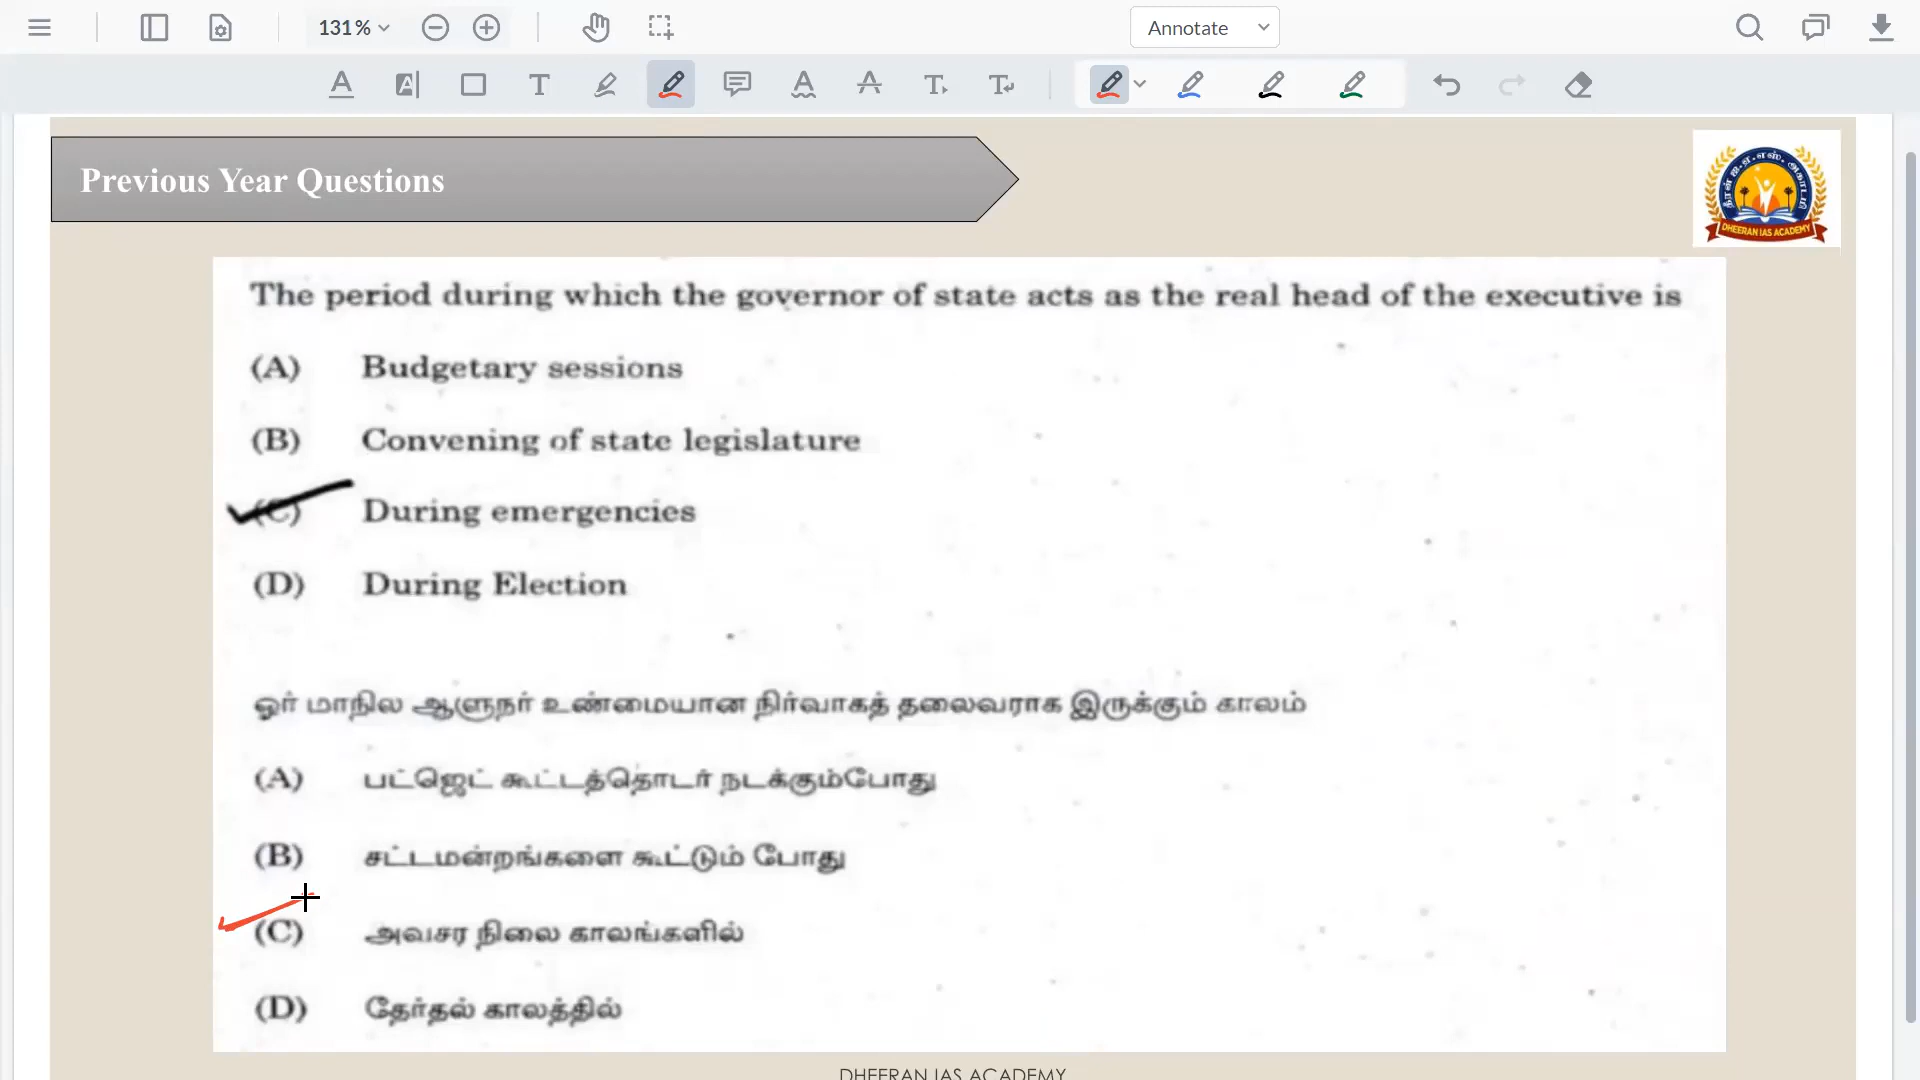 131%
Annotate
Previous Year Questions
DHEERAN IAS ACADEMY
The period during which the governor of state acts as the real head of the executive is
(A) Budgetary sessions
(B) Convening of state legislature
(C) During emergencies
(D) During Election
ஓர் மாநில ஆளுநர் உண்மையான நிர்வாகத் தலைவராக இருக்கும் காலம்
(A) பட்ஜெட் கூட்டத்தொடர் நடக்கும்போது
(B) சட்டமன்றங்களை கூட்டும் போது
(C) அவசர நிலை காலங்களில்
(D) தேர்தல் காலத்தில்
DHEERAN IAS ACADEMY